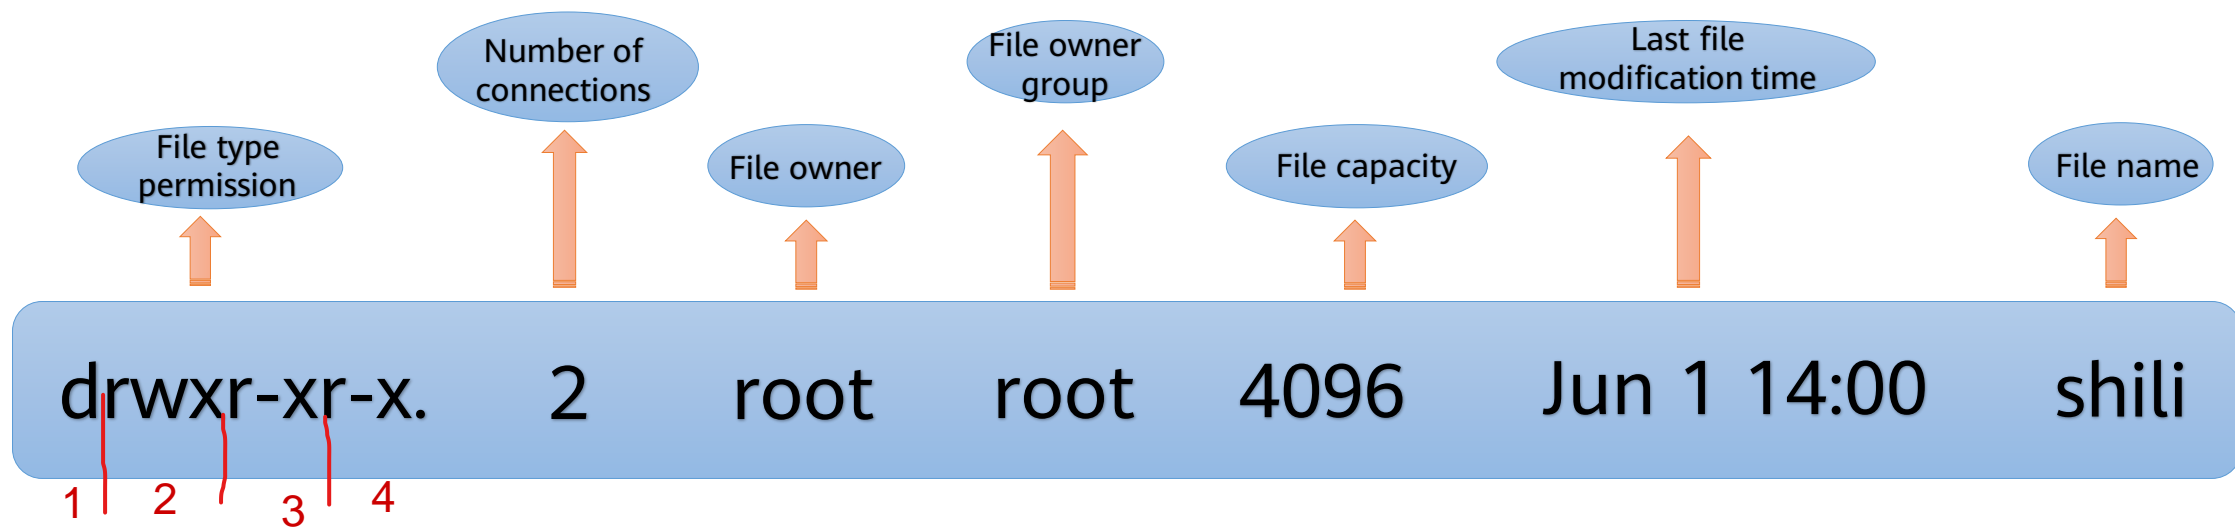 Number of
connections
File owner
group
Last file
modification time
File type
permission
File owner
File capacity
File name
drwxr-xr-x. 2 root root 4096 Jun 1 14:00 shili
1 2 3 4